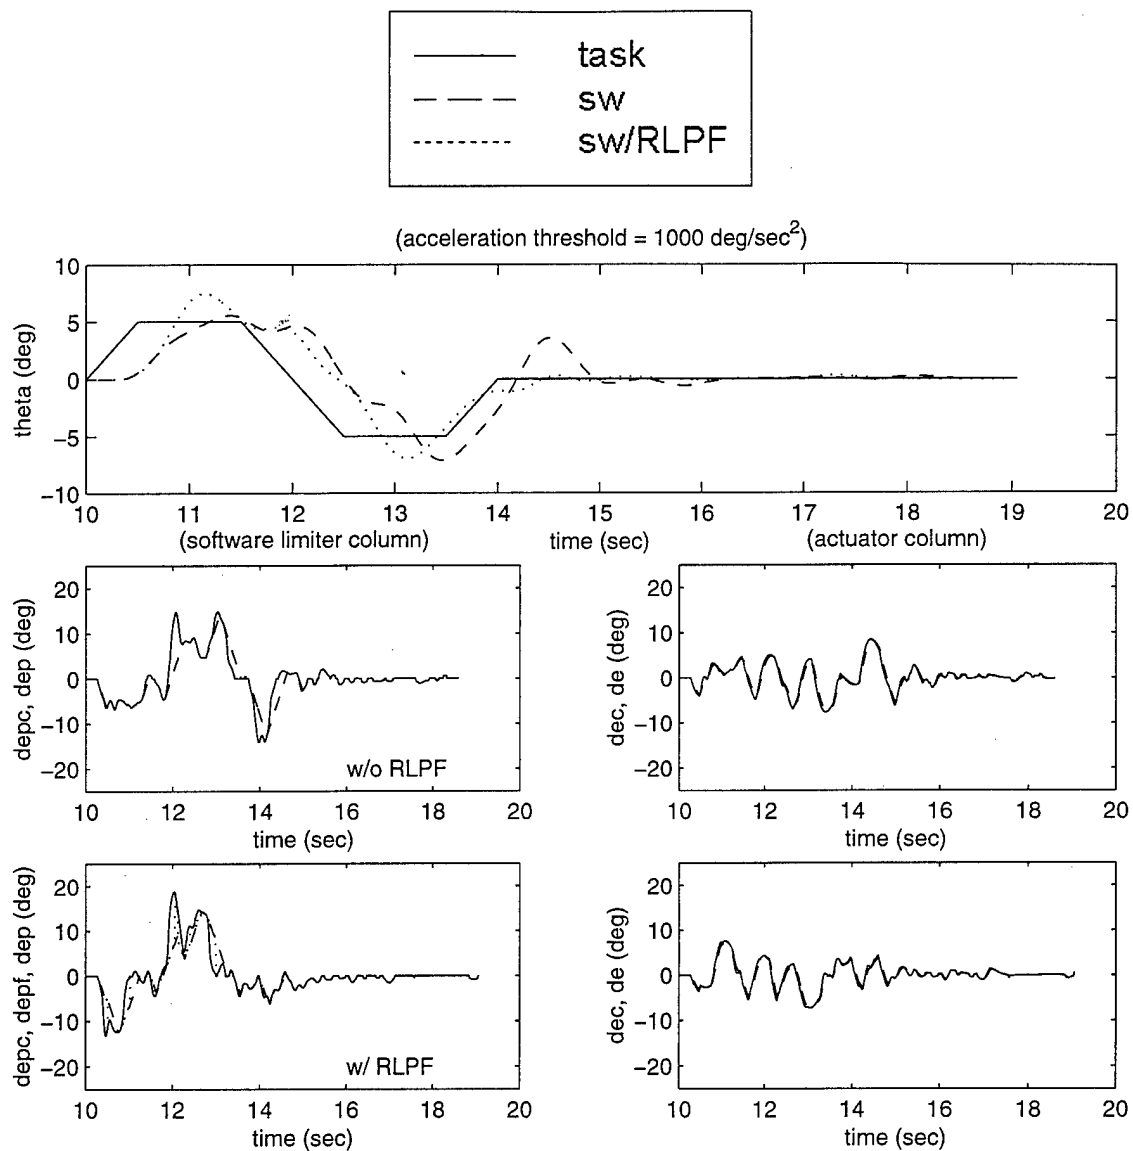 task
sw
sw/RLPF
(acceleration threshold = 1000 deg/sec²)
theta (deg)
10
5
0
−5
−10
10 11 12 13 14 15 16 17 18 19 20
(software limiter column) time (sec) (actuator column)
depc, dep (deg)
20
10
0
−10
−20
w/o RLPF
10 12 14 16 18 20
time (sec)
dec, de (deg)
20
10
0
−10
−20
10 12 14 16 18 20
time (sec)
depc, depf, dep (deg)
20
10
0
−10
−20
w/ RLPF
10 12 14 16 18 20
time (sec)
dec, de (deg)
20
10
0
−10
−20
10 12 14 16 18 20
time (sec)